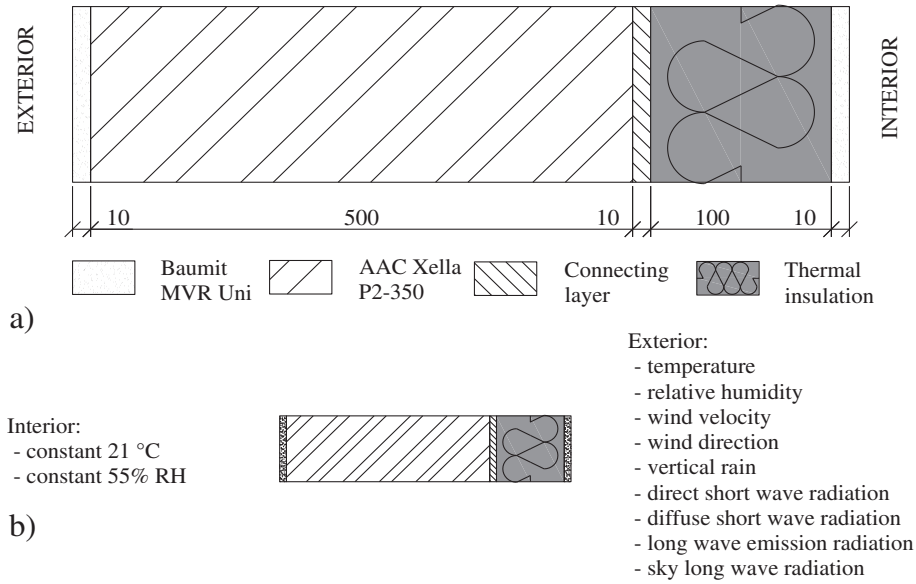 EXTERIOR
INTERIOR
10 500 10 100 10
Baumit
MVR Uni
AAC Xella
P2-350
Connecting
layer
Thermal
insulation
a)
Interior:
- constant 21 °C
- constant 55% RH
b)
Exterior:
- temperature
- relative humidity
- wind velocity
- wind direction
- vertical rain
- direct short wave radiation
- diffuse short wave radiation
- long wave emission radiation
- sky long wave radiation